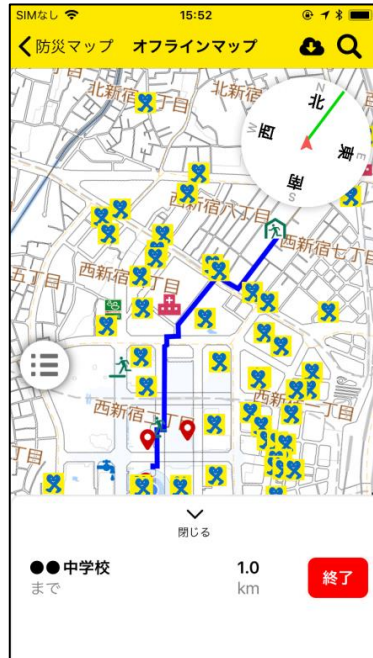 SIMなし 15:52
防災マップ オフラインマップ
北新宿
丁目
北新宿一丁目
N
北
W 西
東 E
南
S
西新宿八丁目
西新宿七丁目
五丁目
西新宿二丁目
西新宿一丁目
丁目
閉じる
●●中学校 1.0 終了
まで km